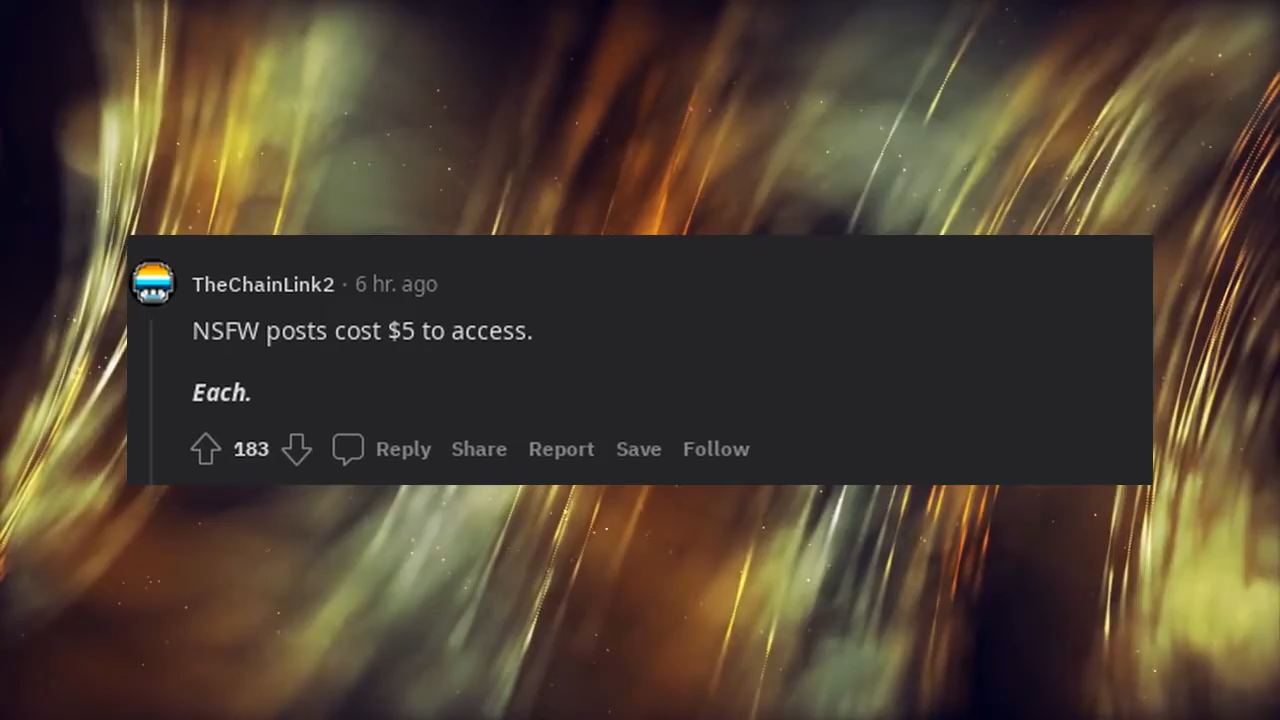 TheChainLink2 · 6 hr. ago
NSFW posts cost $5 to access.
Each.
183 Reply Share Report Save Follow